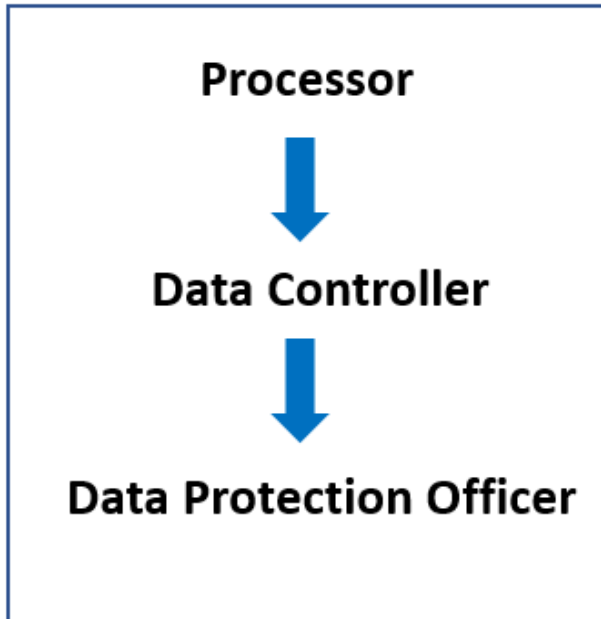 Processor
Data Controller
Data Protection Officer